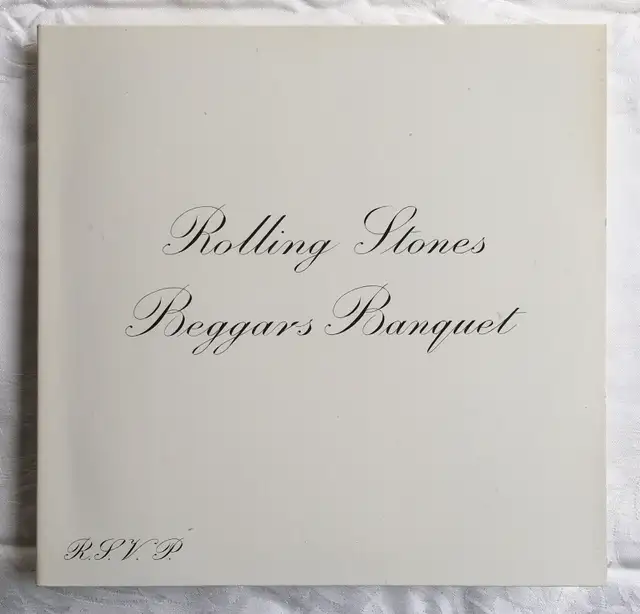 Rolling Stones
Beggars Banquet
R.S.V.P.